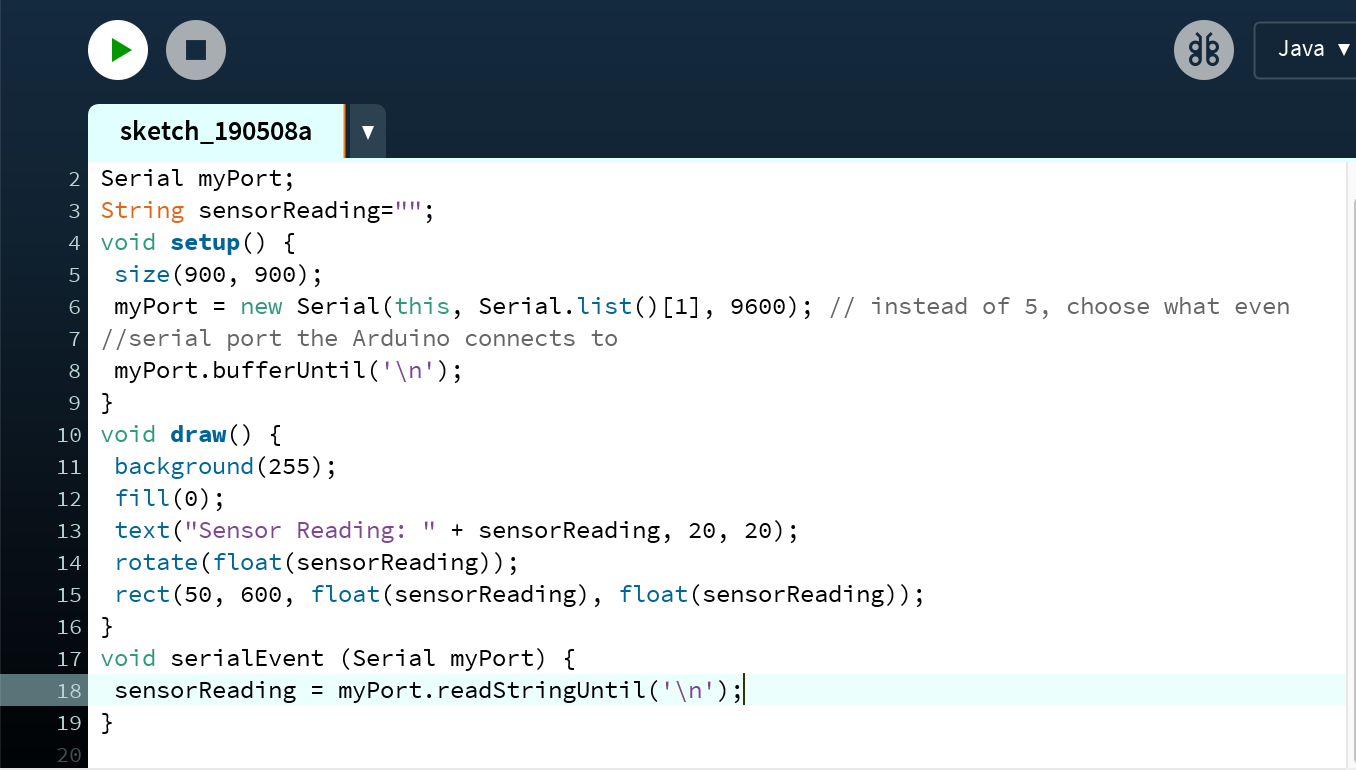 Java ▼
sketch_190508a ▼
2 Serial myPort;
3 String sensorReading="";
4 void setup() {
5  size(900, 900);
6  myPort = new Serial(this, Serial.list()[1], 9600); // instead of 5, choose what even
7 //serial port the Arduino connects to
8  myPort.bufferUntil('\n');
9 }
10 void draw() {
11  background(255);
12  fill(0);
13  text("Sensor Reading: " + sensorReading, 20, 20);
14  rotate(float(sensorReading));
15  rect(50, 600, float(sensorReading), float(sensorReading));
16 }
17 void serialEvent (Serial myPort) {
18  sensorReading = myPort.readStringUntil('\n');
19 }
20